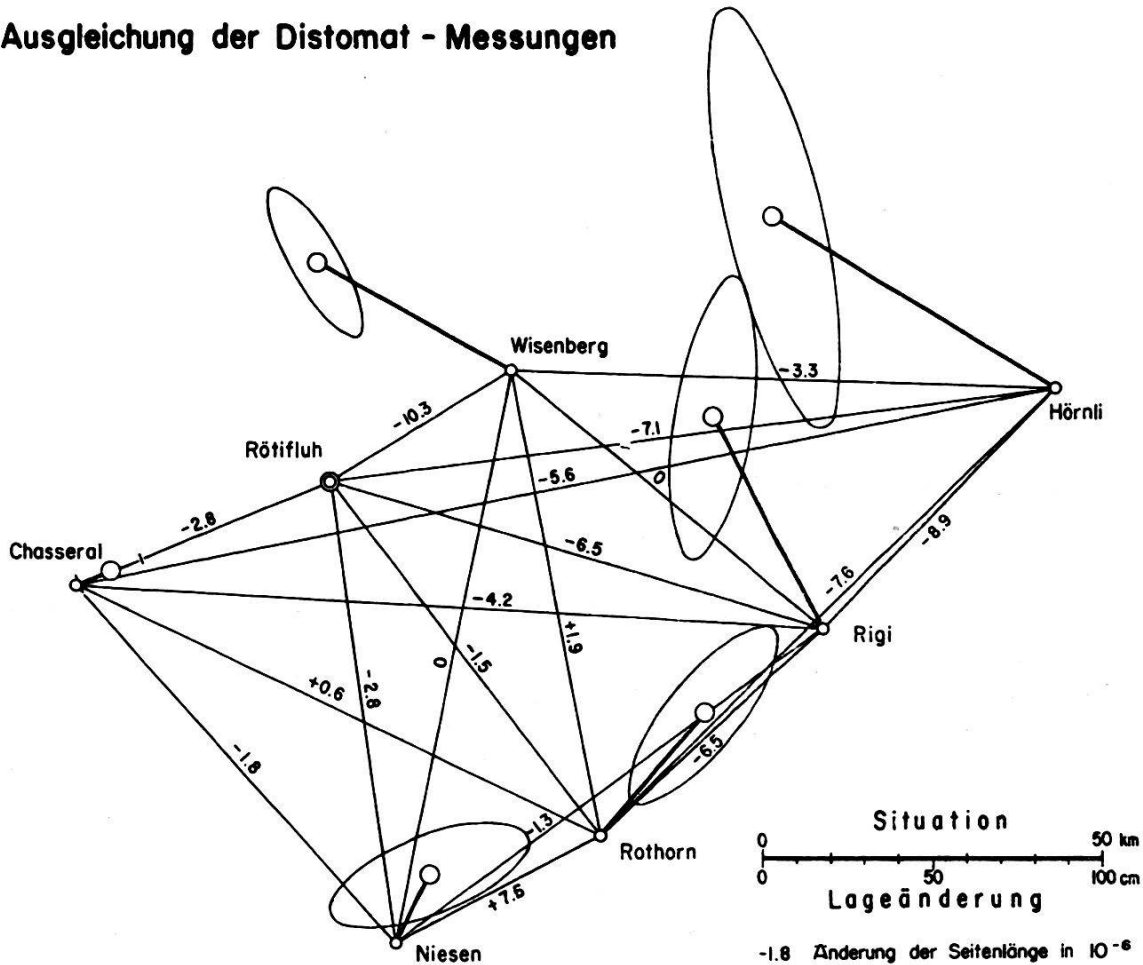 Ausgleichung der Distomat - Messungen
Wisenberg
-3.3
Hörnli
-10.3
-7.1
Rötifluh
-5.6
0
-2.8
-6.5
-8.9
Chasseral
-7.6
-4.2
Rigi
0
-1.5
+1.9
+0.6
-2.8
-1.8
-6.5
-1.3
Rothorn
+7.6
Niesen
Situation
0 50 km
0 50 100 cm
Lageänderung
-1.8 Änderung der Seitenlänge in 10⁻⁶